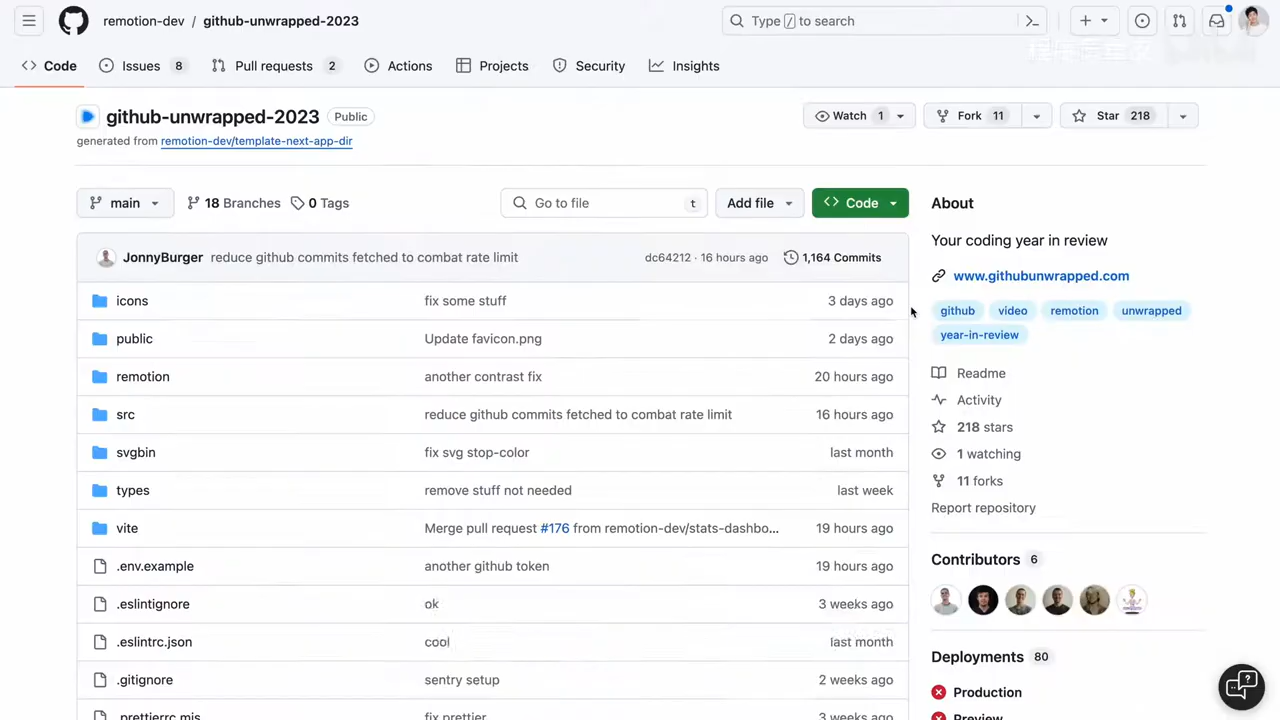 remotion-dev / github-unwrapped-2023
Type / to search
Code Issues 8 Pull requests 2 Actions Projects Security Insights
github-unwrapped-2023 Public
Watch 1 Fork 11 Star 218
generated from remotion-dev/template-next-app-dir
main 18 Branches 0 Tags Go to file t Add file Code
About
Your coding year in review
www.githubunwrapped.com
github video remotion unwrapped
year-in-review
Readme
Activity
218 stars
1 watching
11 forks
Report repository
Contributors 6
Deployments 80
Production
Preview
JonnyBurger reduce github commits fetched to combat rate limit dc64212 · 16 hours ago 1,164 Commits
icons fix some stuff 3 days ago
public Update favicon.png 2 days ago
remotion another contrast fix 20 hours ago
src reduce github commits fetched to combat rate limit 16 hours ago
svgbin fix svg stop-color last month
types remove stuff not needed last week
vite Merge pull request #176 from remotion-dev/stats-dashbo... 19 hours ago
.env.example another github token 19 hours ago
.eslintignore ok 3 weeks ago
.eslintrc.json cool last month
.gitignore sentry setup 2 weeks ago
.prettierrc.mjs fix prettier 3 weeks ago